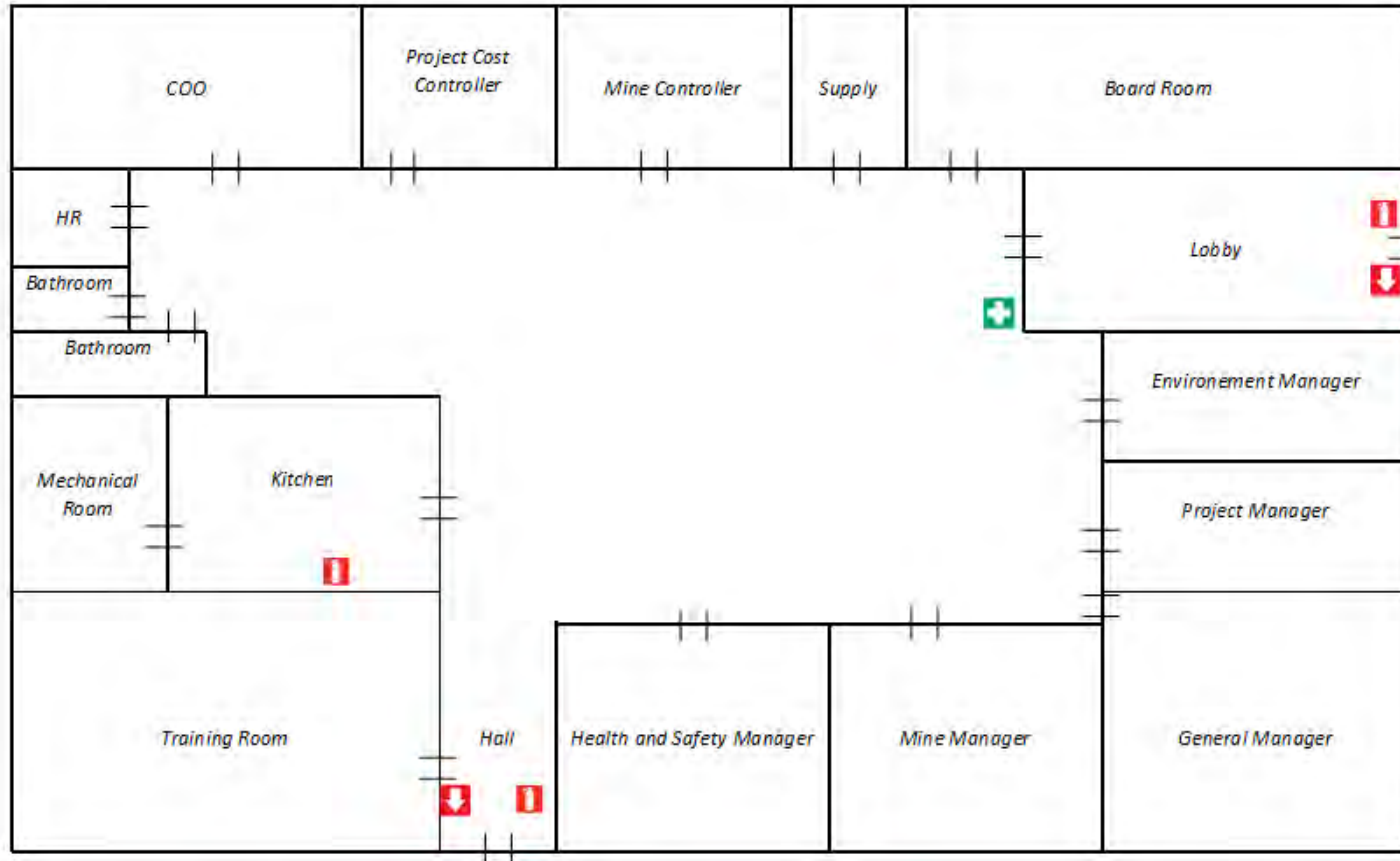 COO
Project Cost
Controller
Mine Controller
Supply
Board Room
HR
Lobby
Bathroom
Bathroom
Environement Manager
Mechanical
Room
Kitchen
Project Manager
Training Room
Hall
Health and Safety Manager
Mine Manager
General Manager